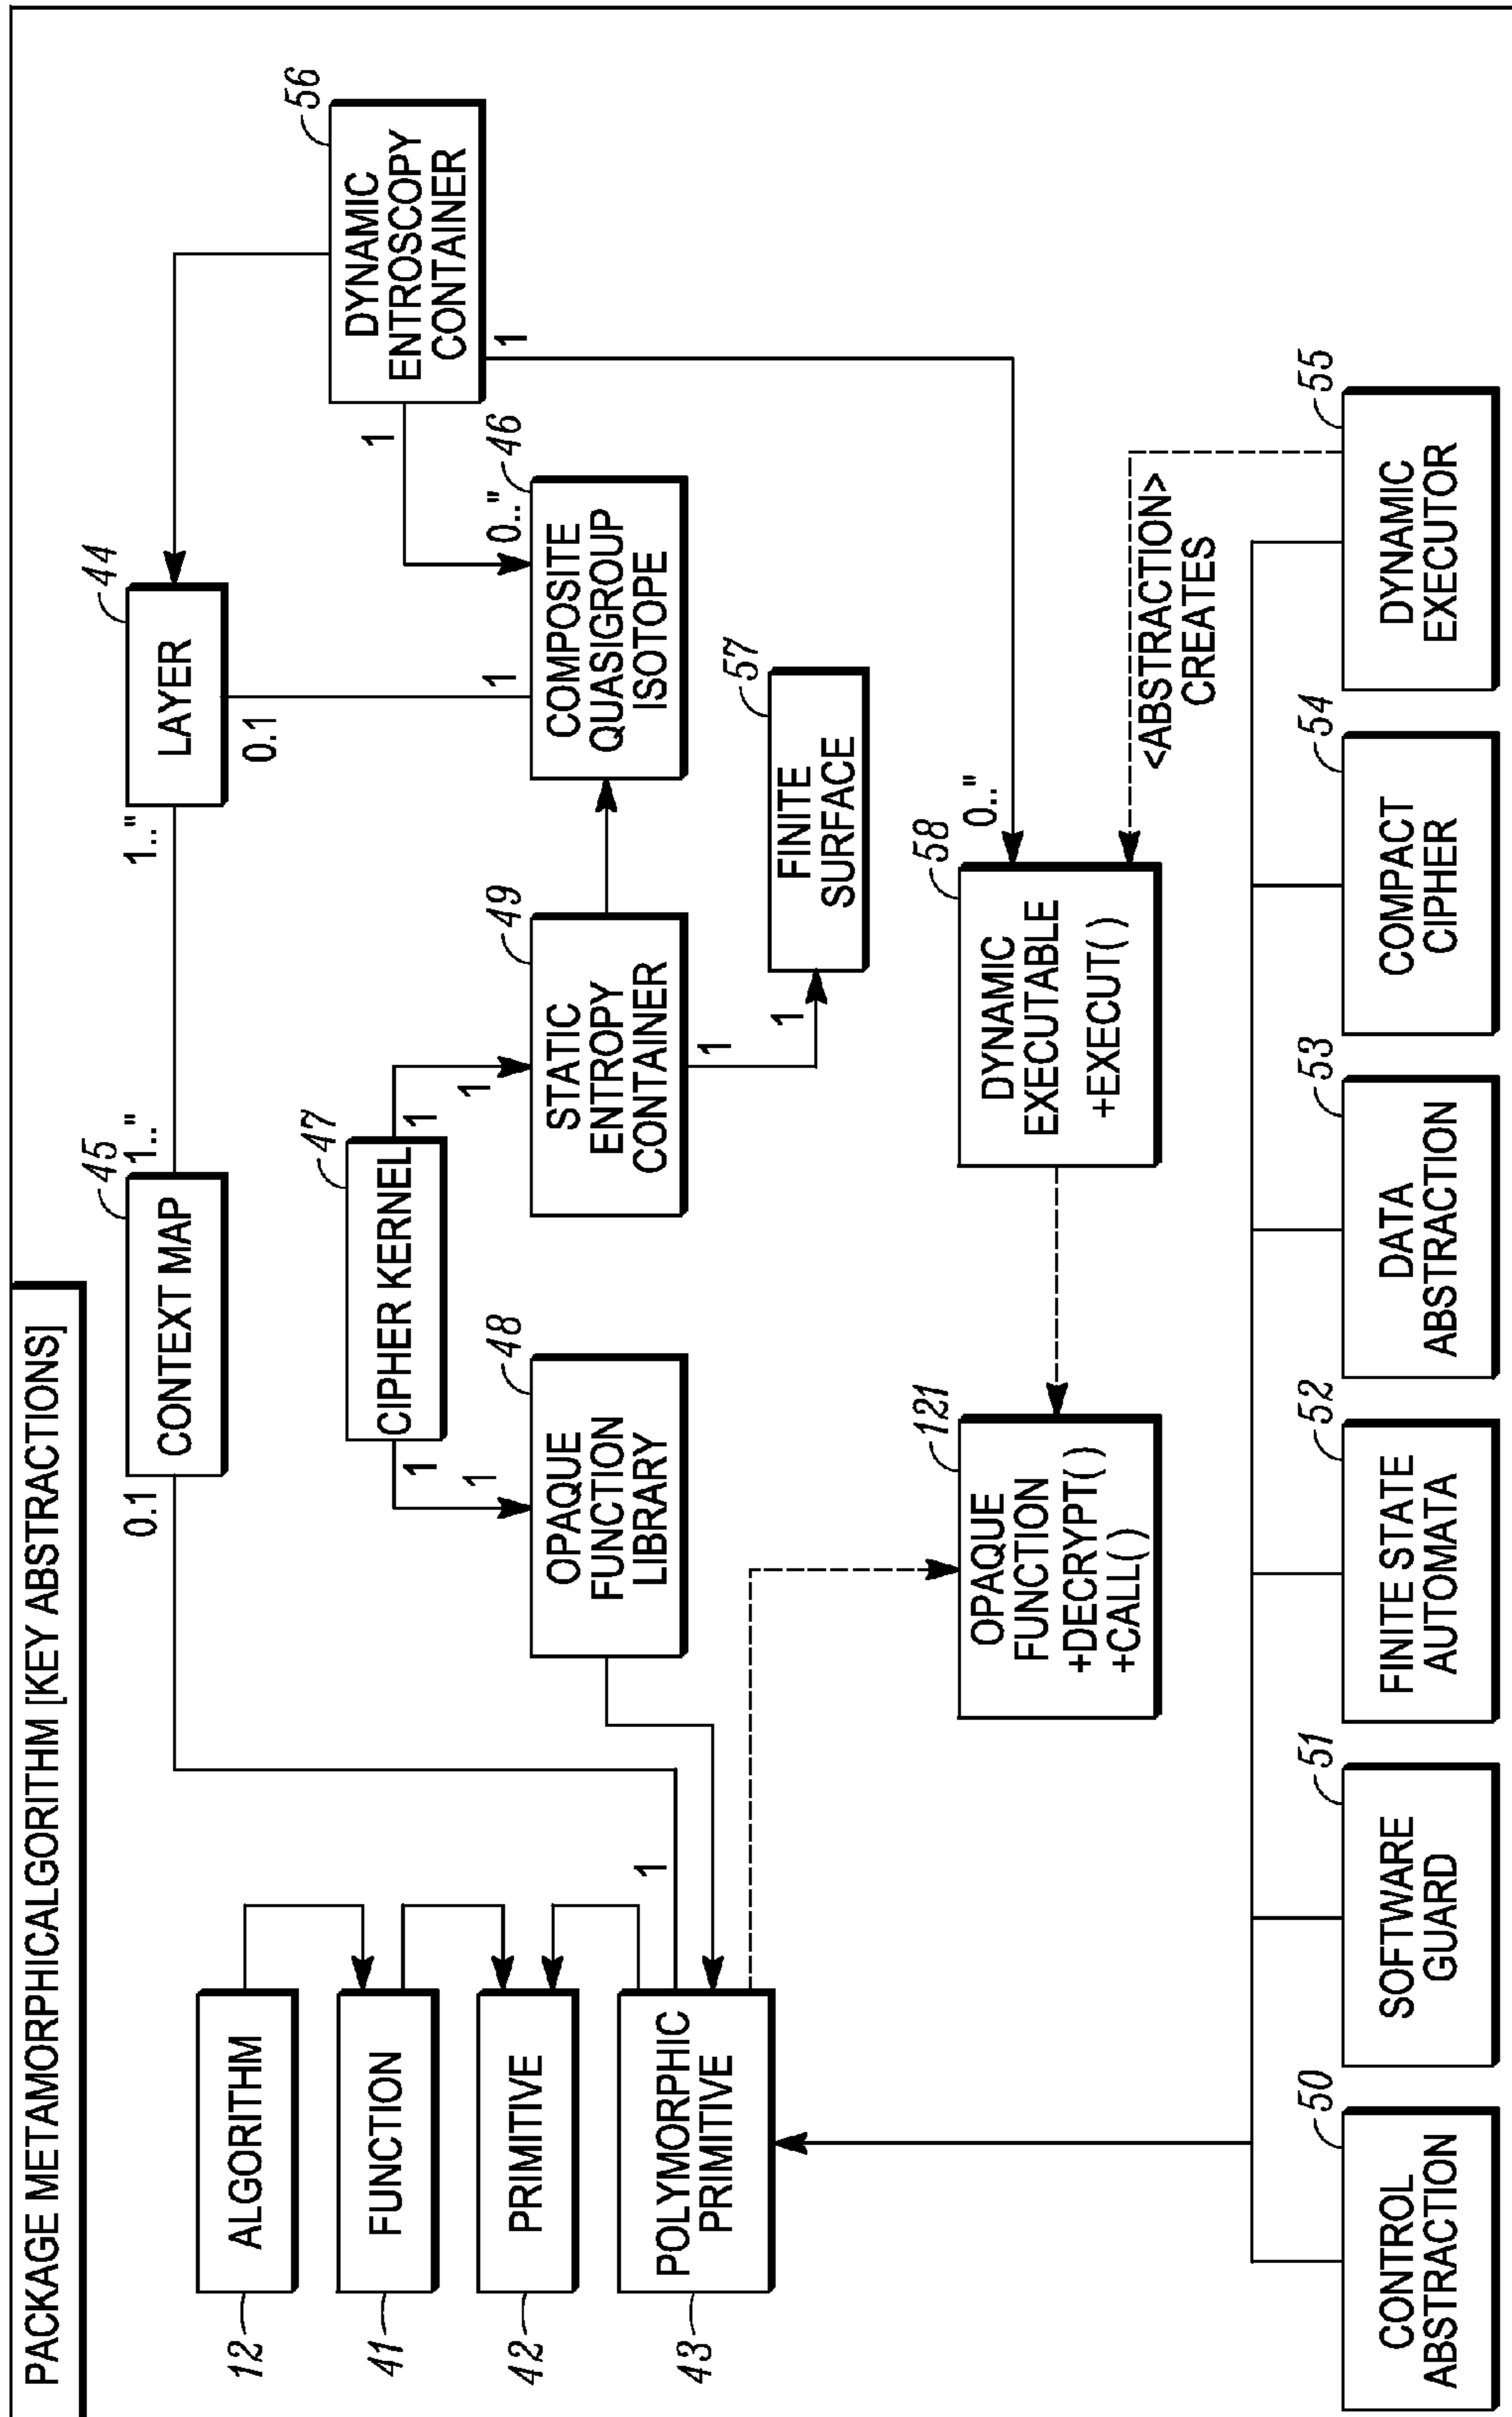 PACKAGE METAMORPHICALGORITHM [KEY ABSTRACTIONS]
12
ALGORITHM
41
FUNCTION
42
PRIMITIVE
43
POLYMORPHIC
PRIMITIVE
1
0.1
45
CONTEXT MAP
1.."
1.."
44
LAYER
0.1
1
56
DYNAMIC
ENTROSCOPY
CONTAINER
1
1
47
CIPHER KERNEL
1
1
1
1
48
OPAQUE
FUNCTION
LIBRARY
49
STATIC
ENTROPY
CONTAINER
1
1
0.."
46
COMPOSITE
QUASIGROUP
ISOTOPE
57
FINITE
SURFACE
121
OPAQUE
FUNCTION
+DECRYPT( )
+CALL( )
58
DYNAMIC
EXECUTABLE
+EXECUT( )
0.."
<ABSTRACTION>
CREATES
50
CONTROL
ABSTRACTION
51
SOFTWARE
GUARD
52
FINITE STATE
AUTOMATA
53
DATA
ABSTRACTION
54
COMPACT
CIPHER
55
DYNAMIC
EXECUTOR